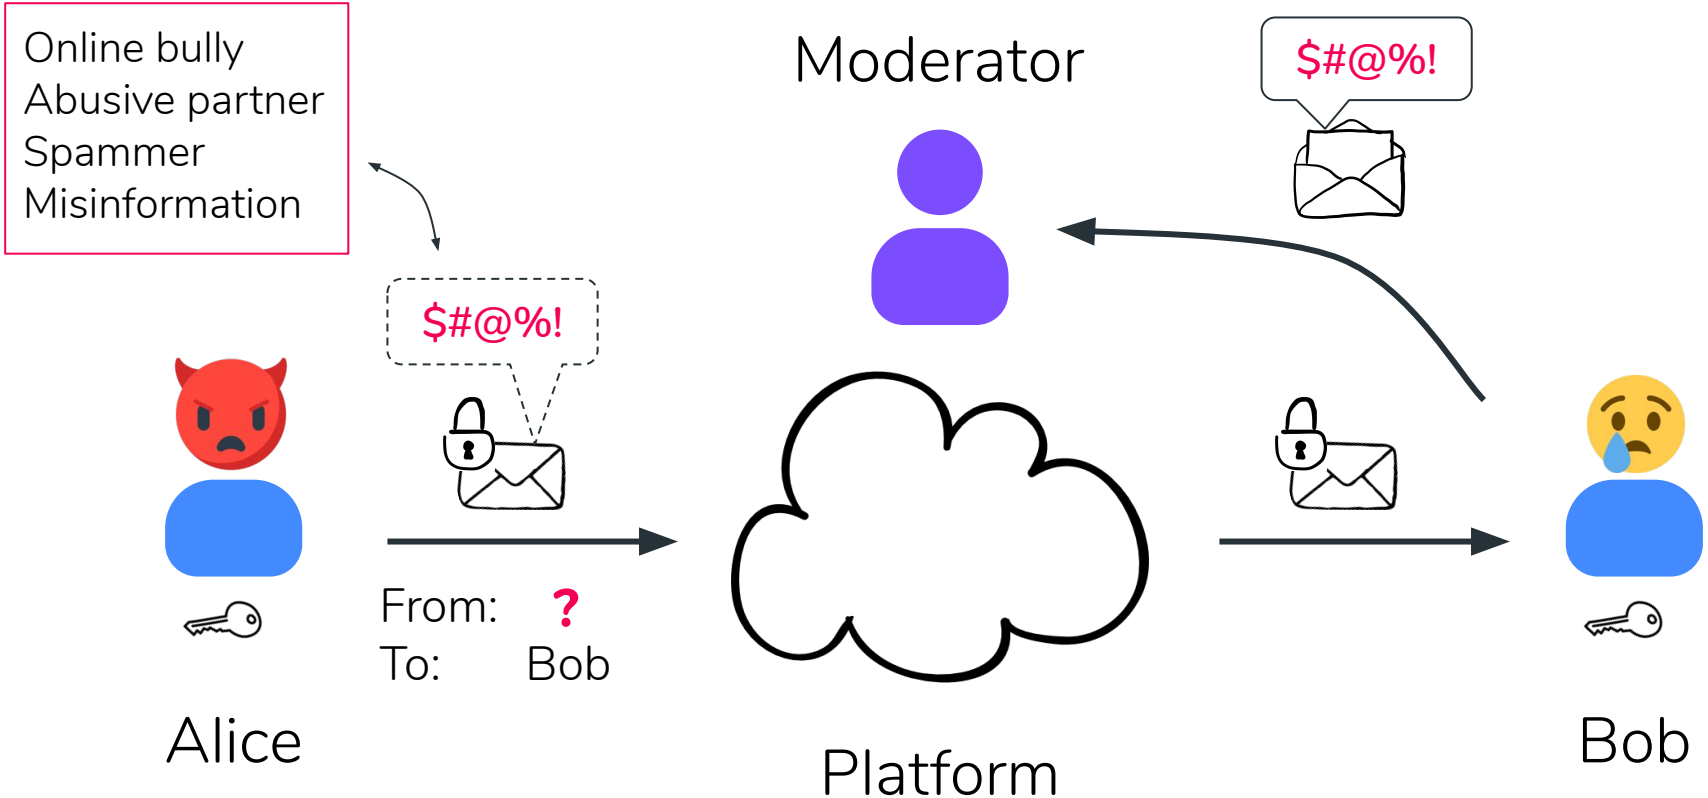 Online bully
Abusive partner
Spammer
Misinformation
Moderator
$#@%!
$#@%!
From: ?
To: Bob
Alice
Platform
Bob